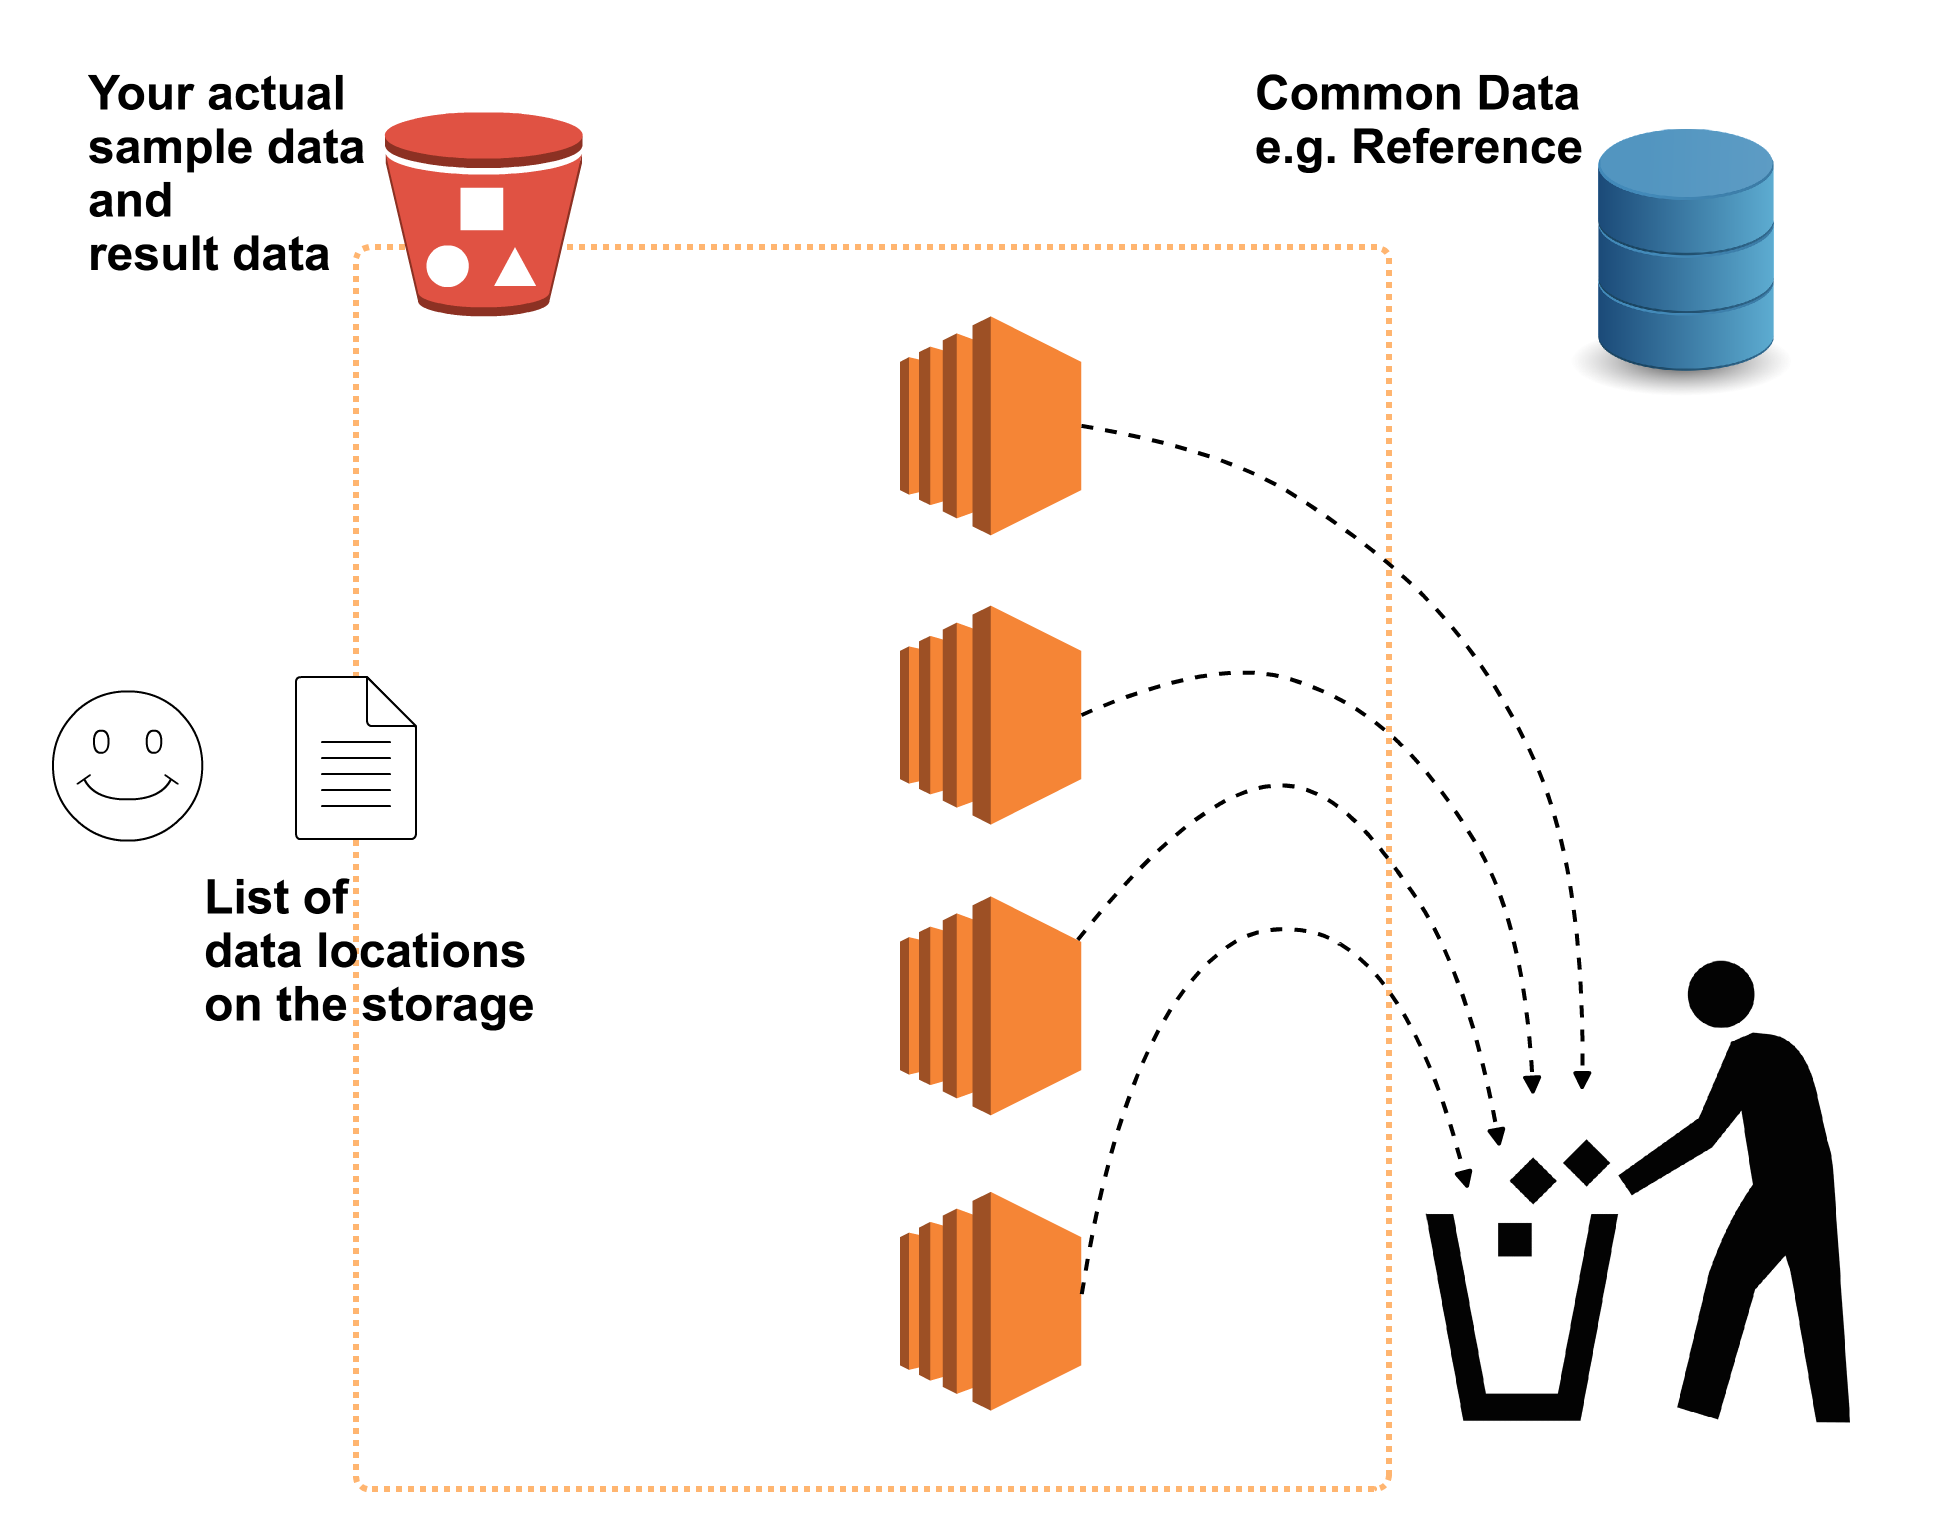 Your actual
sample data
and
result data
Common Data
e.g. Reference
List of
data locations
on the storage